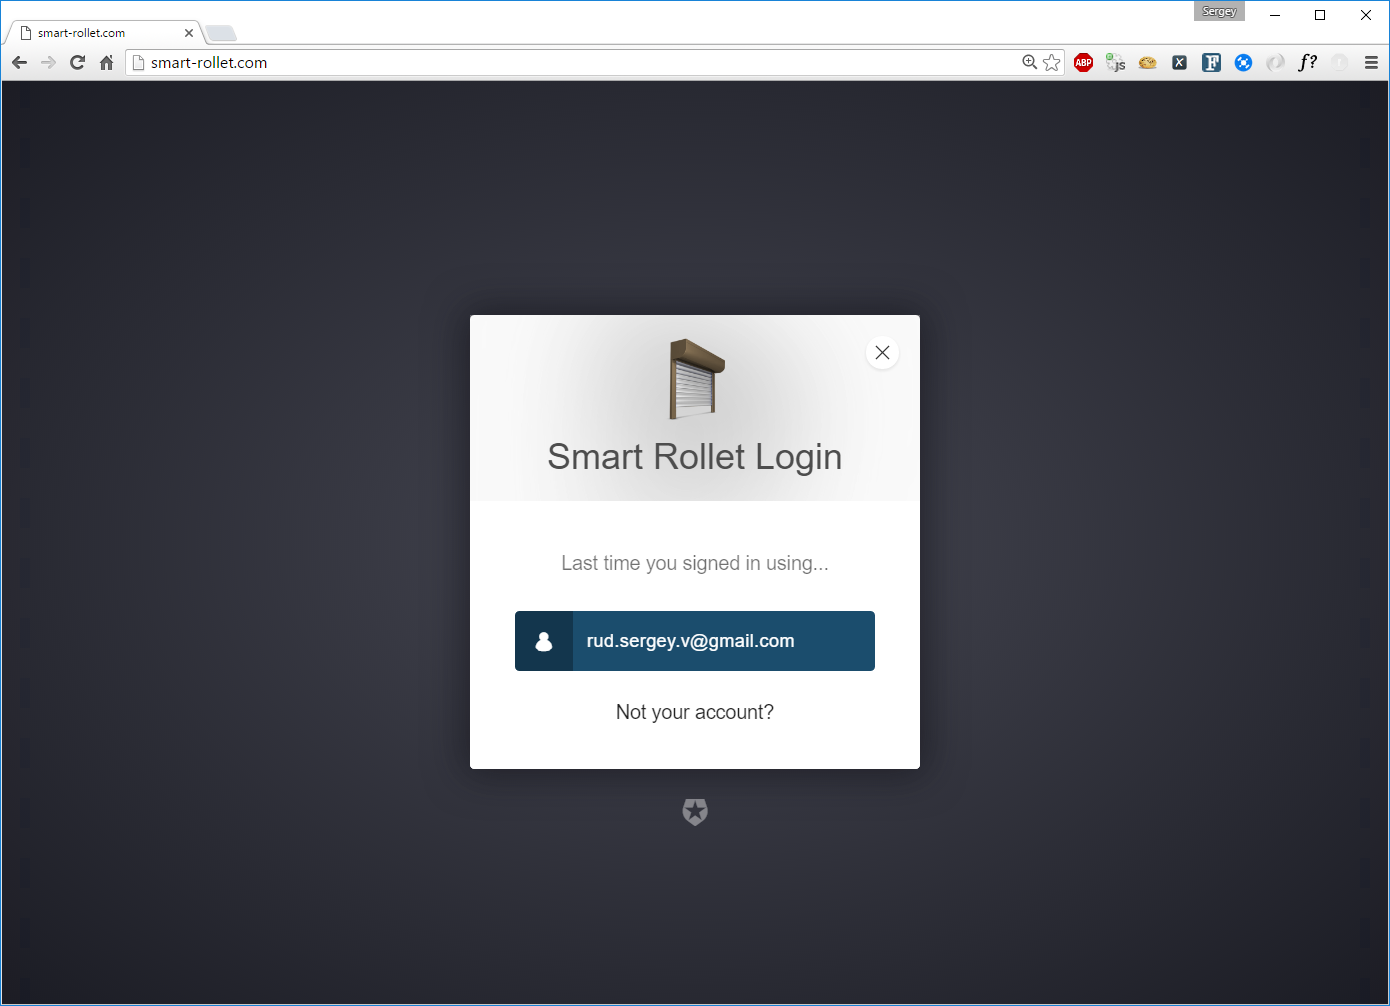 Sergey
smart-rollet.com
smart-rollet.com
ABP
js
X
F
f?
Smart Rollet Login
Last time you signed in using...
rud.sergey.v@gmail.com
Not your account?